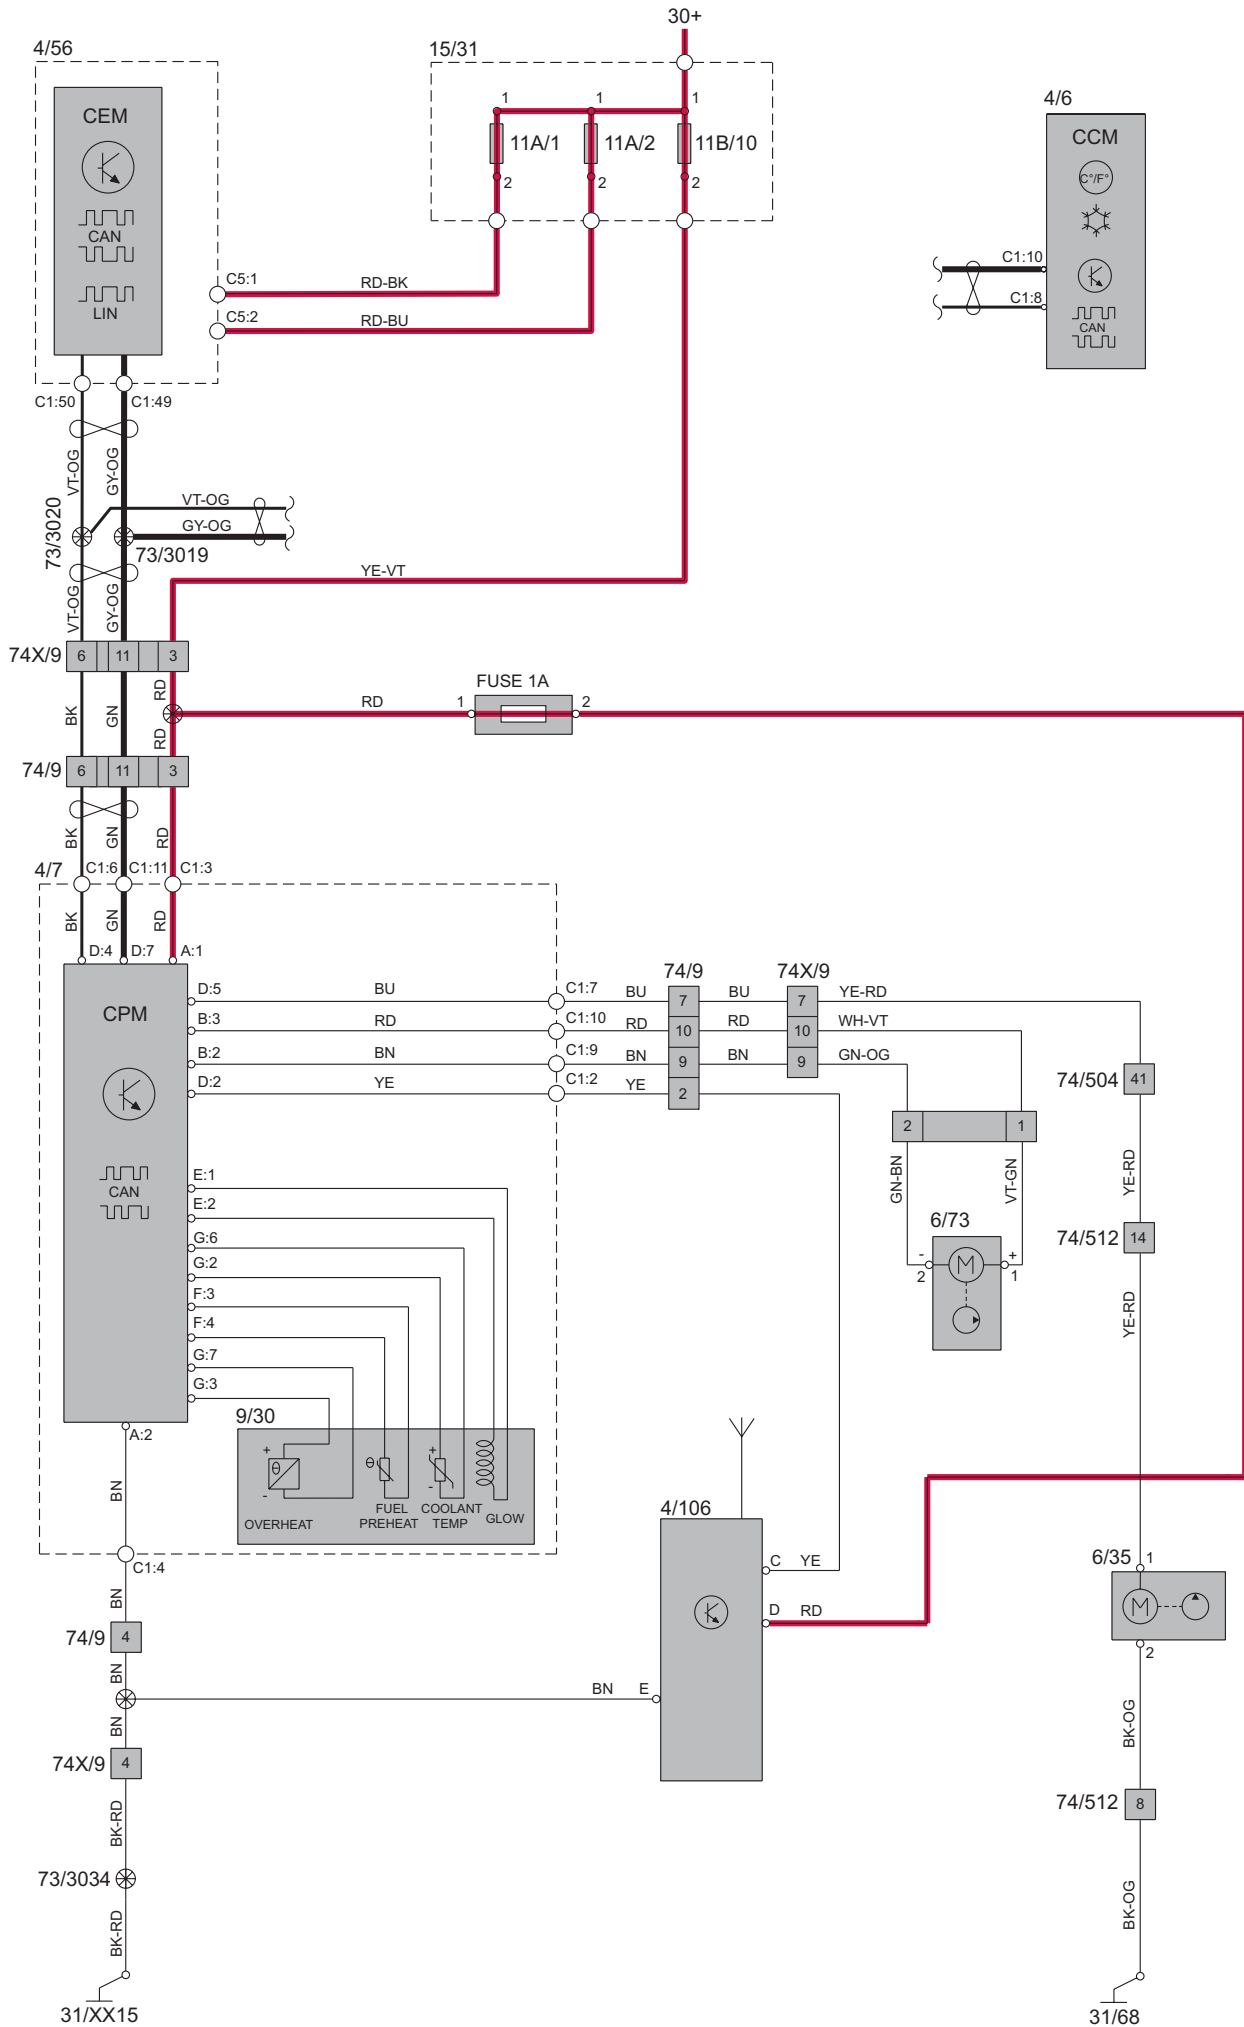 30+
4/56
15/31
4/6
CEM
CAN
LIN
1
1
1
11A/1
11A/2
11B/10
2
2
2
CCM
C°/F°
CAN
C1:10
C1:8
C5:1
RD-BK
C5:2
RD-BU
C1:50
C1:49
VT-OG
GY-OG
VT-OG
GY-OG
73/3020
73/3019
YE-VT
VT-OG
GY-OG
74X/9
6
11
3
RD
BK
GN
RD
RD
1
FUSE 1A
2
74/9
6
11
3
BK
GN
RD
4/7
C1:6
C1:11
C1:3
BK
GN
RD
D:4
D:7
A:1
CPM
CAN
D:5
BU
C1:7
BU
74/9
7
BU
74X/9
7
YE-RD
B:3
RD
C1:10
RD
10
RD
10
WH-VT
B:2
BN
C1:9
BN
9
BN
9
GN-OG
D:2
YE
C1:2
YE
2
74/504
41
2
1
GN-BN
VT-GN
YE-RD
E:1
E:2
G:6
G:2
F:3
F:4
G:7
G:3
6/73
-
2
M
+
1
74/512
14
YE-RD
A:2
9/30
+
θ
-
OVERHEAT
θ
FUEL
PREHEAT
+
-
COOLANT
TEMP
GLOW
BN
C1:4
4/106
C
YE
D
RD
6/35
1
M
2
BN
74/9
4
BN
BN
E
BN
74X/9
4
BK-OG
74/512
8
BK-RD
73/3034
BK-RD
BK-OG
31/XX15
31/68